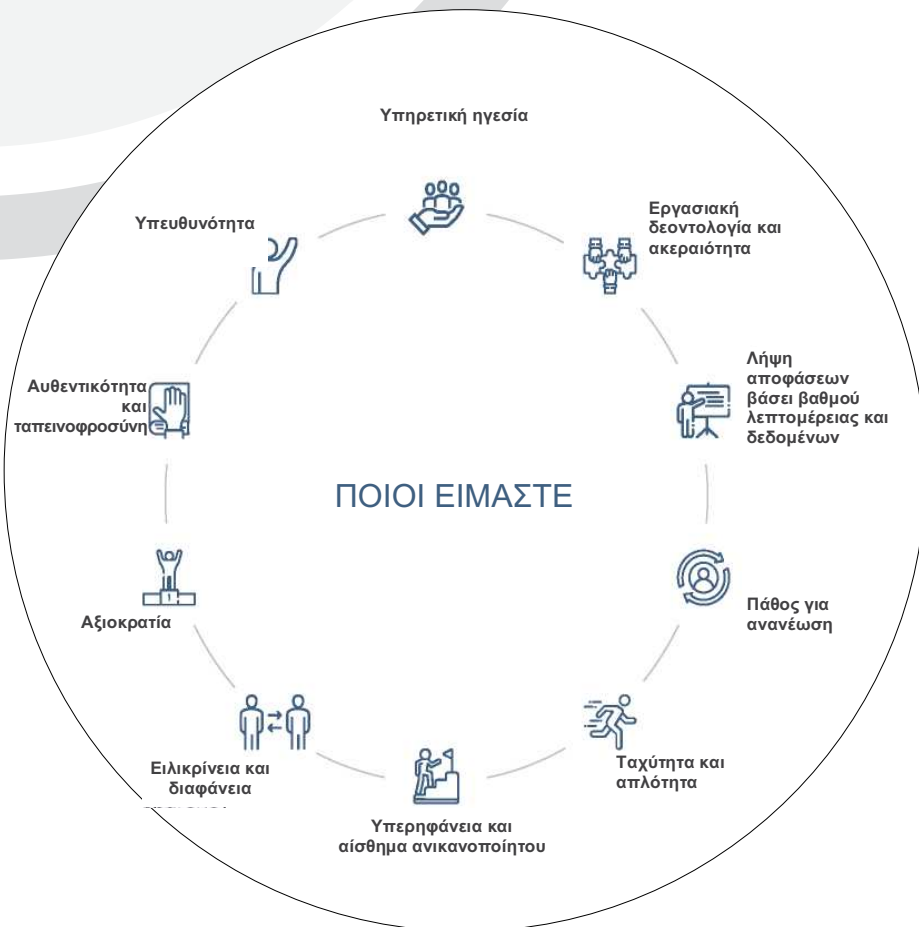 Υπηρετική ηγεσία
Εργασιακή
δεοντολογία και
ακεραιότητα
Λήψη
αποφάσεων
βάσει βαθμού
λεπτομέρειας και
δεδομένων
Πάθος για
ανανέωση
Ταχύτητα και
απλότητα
Υπερηφάνεια και
αίσθημα ανικανοποίητου
Ειλικρίνεια και
διαφάνεια
Αξιοκρατία
Αυθεντικότητα
και
ταπεινοφροσύνη
Υπευθυνότητα
ΠΟΙΟΙ ΕΙΜΑΣΤΕ